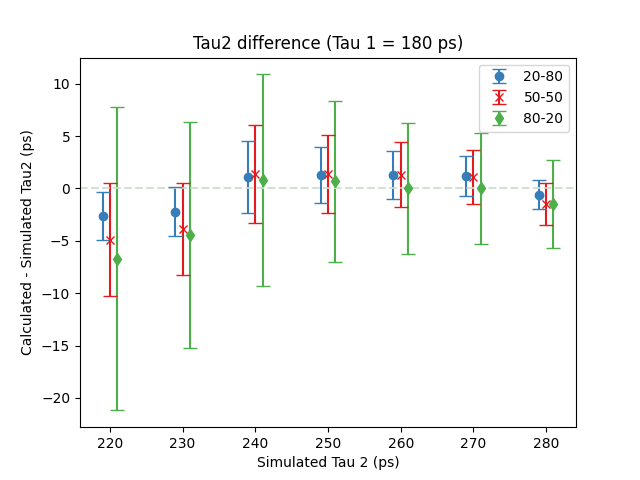 Tau2 difference (Tau 1 = 180 ps)
20-80
50-50
80-20
Calculated - Simulated Tau2 (ps)
10
5
0
−5
−10
−15
−20
220 230 240 250 260 270 280
Simulated Tau 2 (ps)